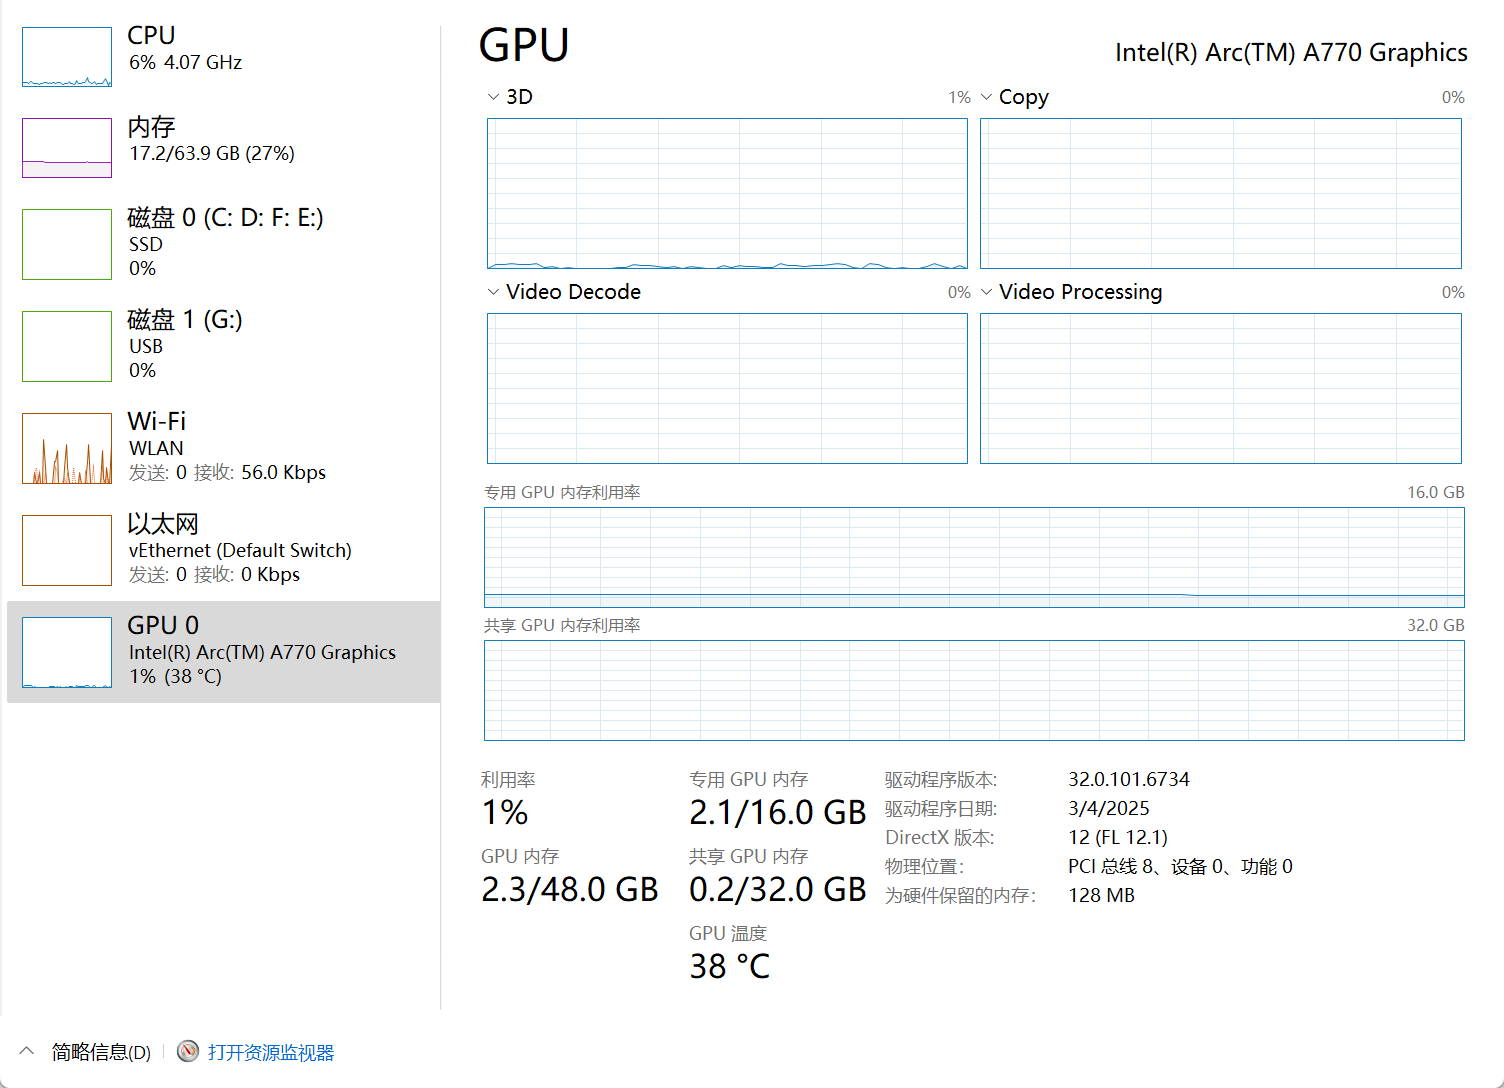 CPU
6% 4.07 GHz
内存
17.2/63.9 GB (27%)
磁盘 0 (C: D: F: E:)
SSD
0%
磁盘 1 (G:)
USB
0%
Wi-Fi
WLAN
发送: 0 接收: 56.0 Kbps
以太网
vEthernet (Default Switch)
发送: 0 接收: 0 Kbps
GPU 0
Intel(R) Arc(TM) A770 Graphics
1% (38 °C)
GPU
Intel(R) Arc(TM) A770 Graphics
3D 1%
Copy 0%
Video Decode 0%
Video Processing 0%
专用 GPU 内存利用率 16.0 GB
共享 GPU 内存利用率 32.0 GB
利用率
1%
专用 GPU 内存
2.1/16.0 GB
GPU 内存
2.3/48.0 GB
共享 GPU 内存
0.2/32.0 GB
GPU 温度
38 °C
驱动程序版本: 32.0.101.6734
驱动程序日期: 3/4/2025
DirectX 版本: 12 (FL 12.1)
物理位置: PCI 总线 8、设备 0、功能 0
为硬件保留的内存: 128 MB
简略信息(D)
打开资源监视器